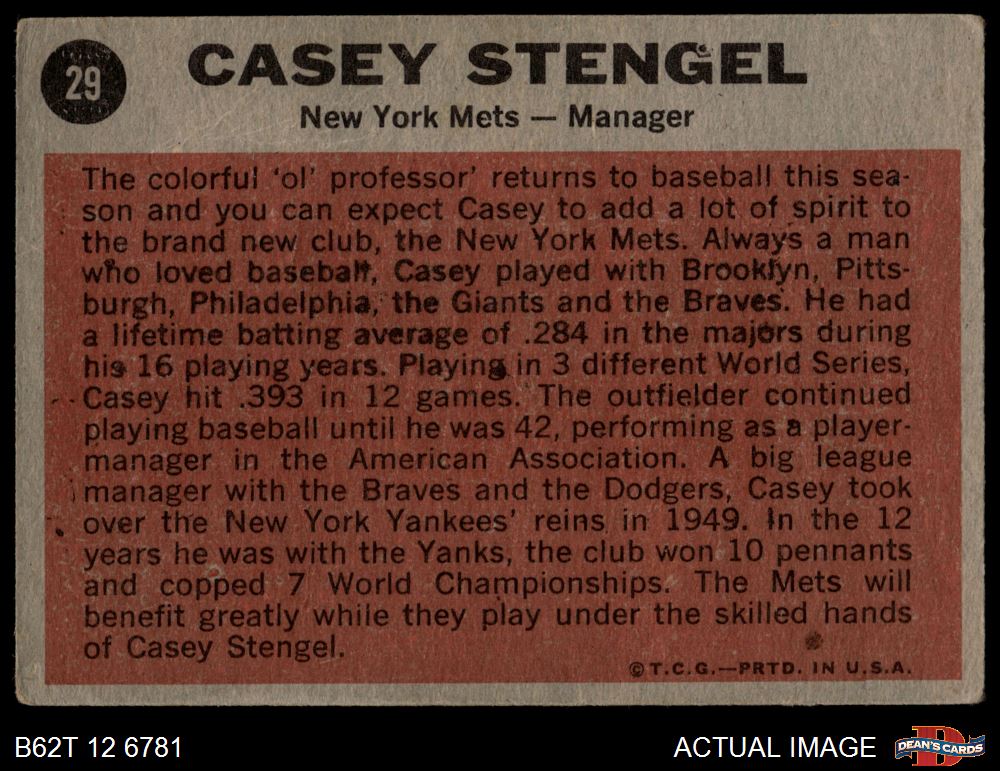 29
CASEY STENGEL
New York Mets — Manager
The colorful ‘ol’ professor’ returns to baseball this sea-
son and you can expect Casey to add a lot of spirit to
the brand new club, the New York Mets. Always a man
who loved baseball, Casey played with Brooklyn, Pitts-
burgh, Philadelphia, the Giants and the Braves. He had
a lifetime batting average of .284 in the majors during
his 16 playing years. Playing in 3 different World Series,
Casey hit .393 in 12 games. The outfielder continued
playing baseball until he was 42, performing as a player-
manager in the American Association. A big league
manager with the Braves and the Dodgers, Casey took
over the New York Yankees’ reins in 1949. In the 12
years he was with the Yanks, the club won 10 pennants
and copped 7 World Championships. The Mets will
benefit greatly while they play under the skilled hands
of Casey Stengel.
© T.C.G.—PRTD. IN U.S.A.
B62T 12 6781
ACTUAL IMAGE
DEAN'S CARDS